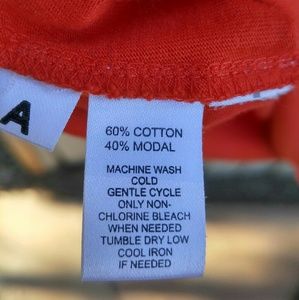 A
60% COTTON
40% MODAL
MACHINE WASH
COLD
GENTLE CYCLE
ONLY NON-
CHLORINE BLEACH
WHEN NEEDED
TUMBLE DRY LOW
COOL IRON
IF NEEDED